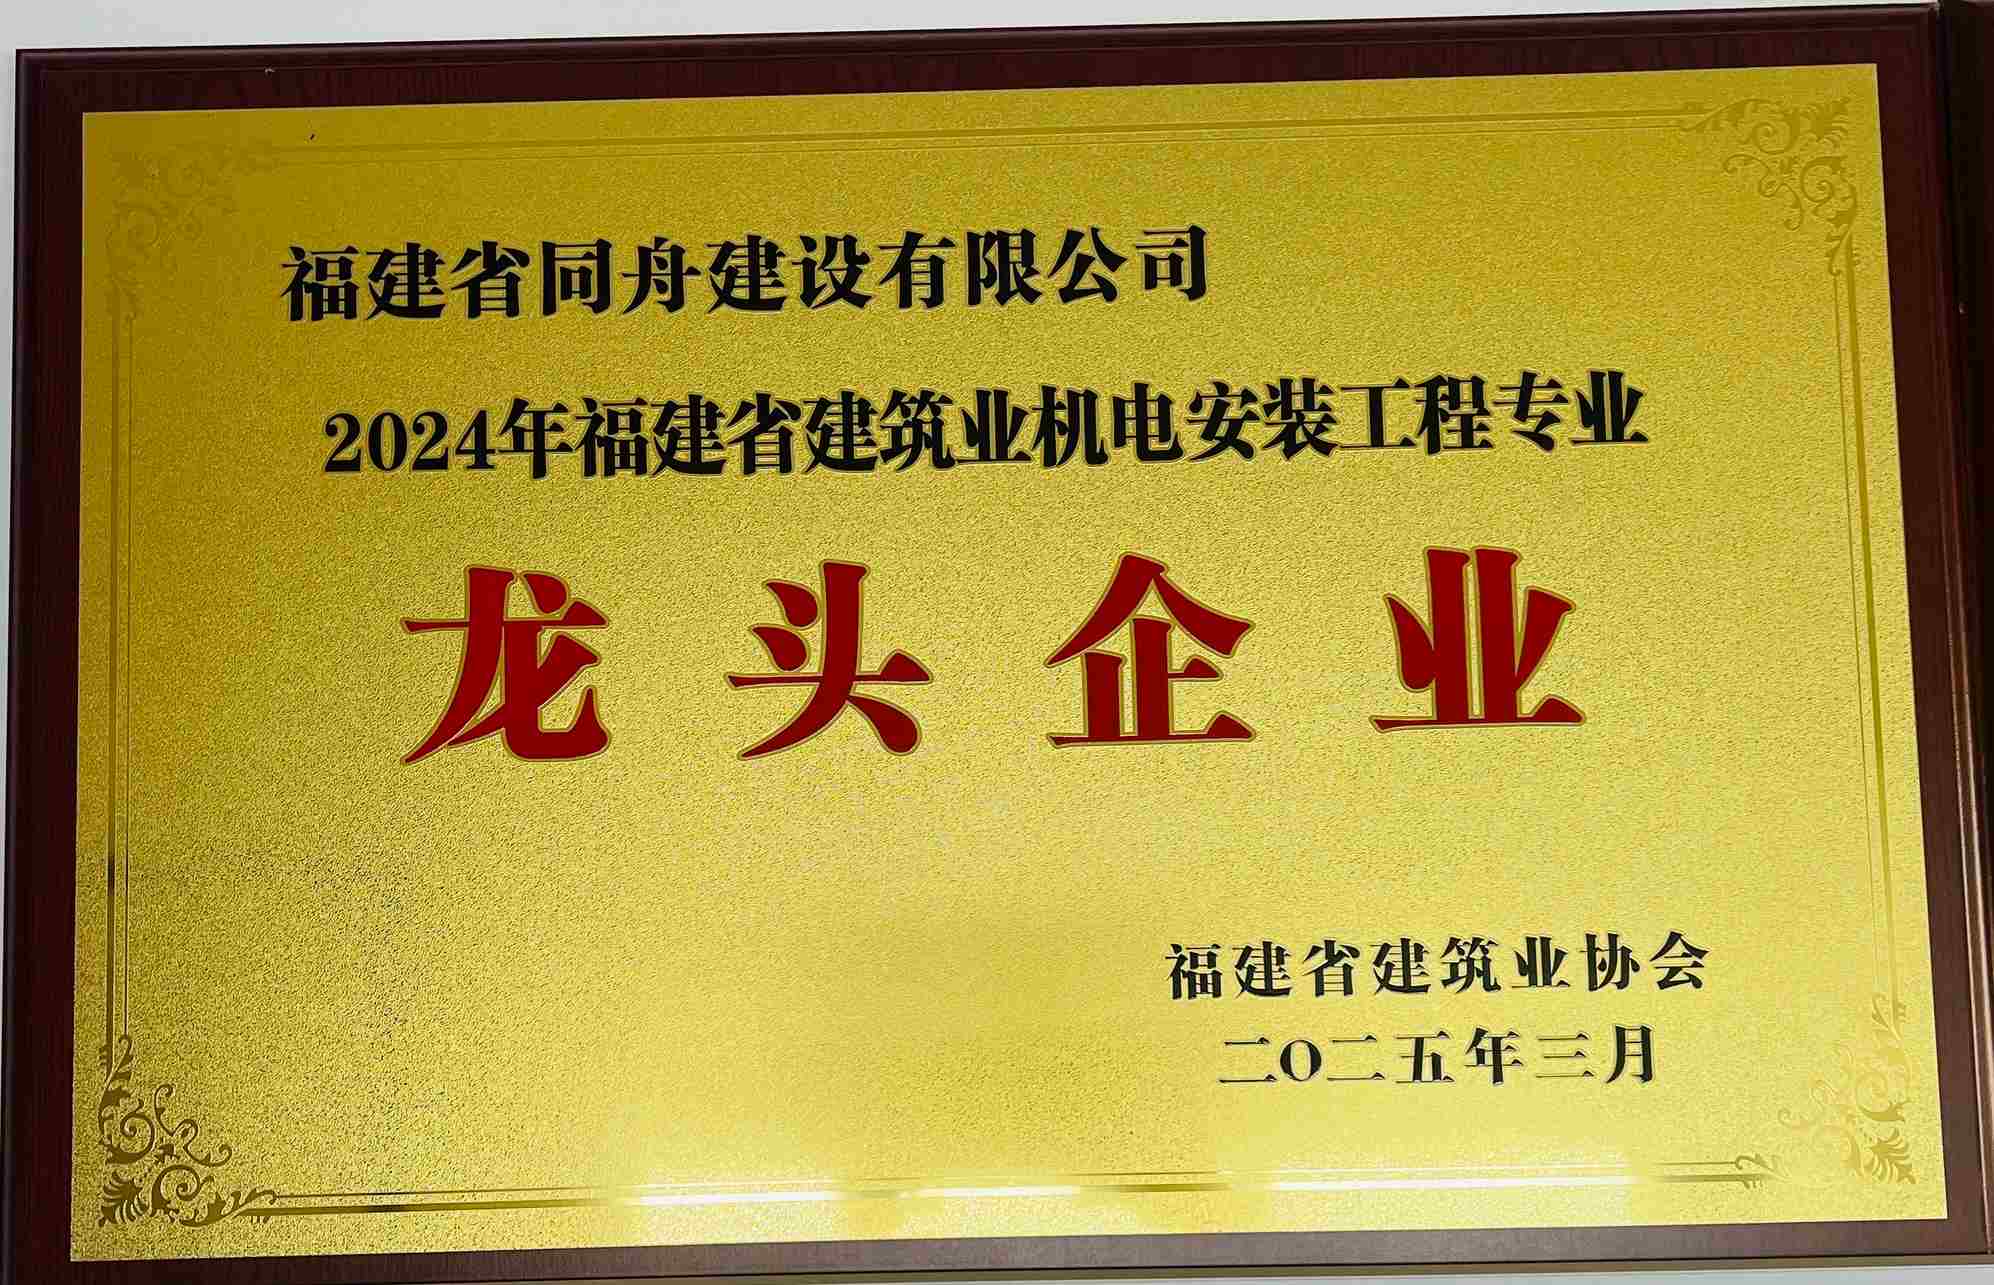 福建省同舟建设有限公司
2024年福建省建筑业机电安装工程专业
龙头企业
福建省建筑业协会
二O二五年三月